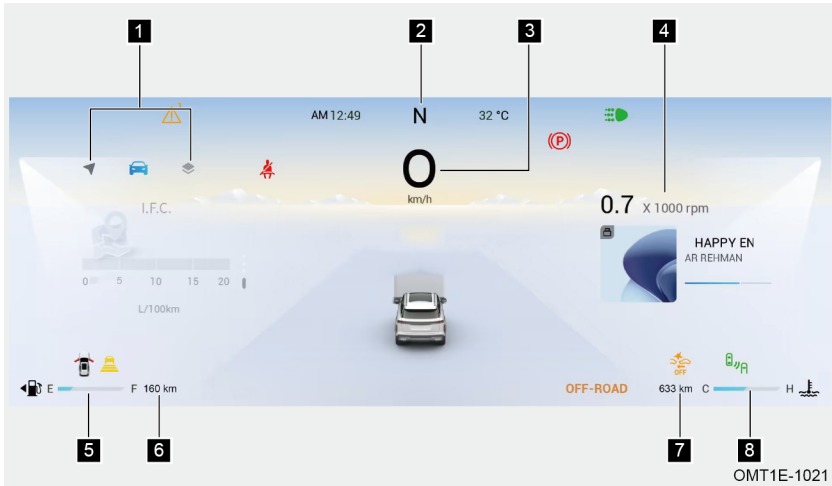 1
2
3
4
AM 12:49
N
32 °C
(P)
0
km/h
I.F.C.
0.7 X 1000 rpm
HAPPY EN
AR REHMAN
0 5 10 15 20
L/100km
OFF
E F 160 km
OFF-ROAD
633 km C H
5
6
7
8
OMT1E-1021